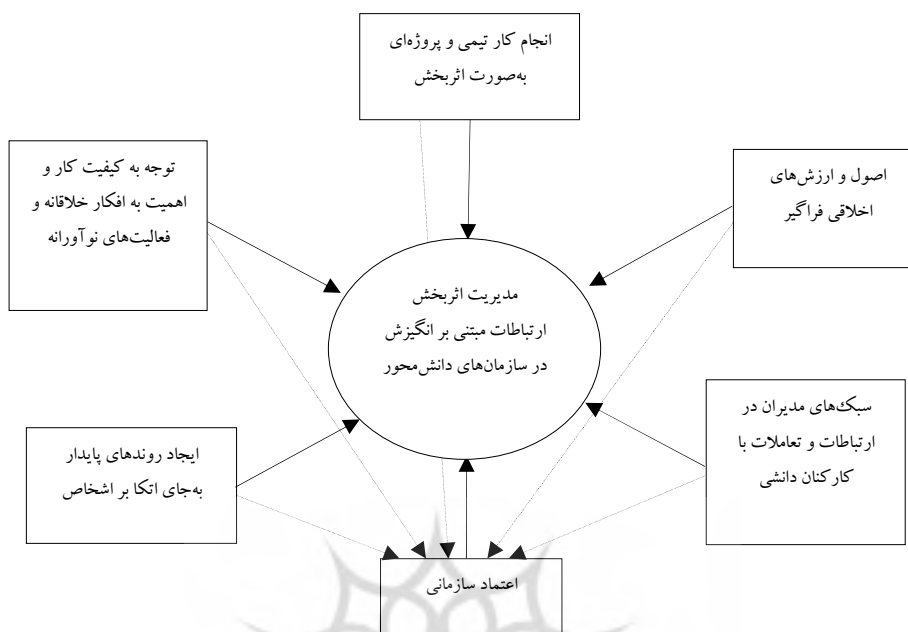 انجام کار تیمی و پروژه‌ای
به‌صورت اثربخش
اصول و ارزش‌های
اخلاقی فراگیر
توجه به کیفیت کار و
اهمیت به افکار خلاقانه و
فعالیت‌های نوآورانه
مدیریت اثربخش
ارتباطات مبتنی بر انگیزش
در سازمان‌های دانش‌محور
سبک‌های مدیران در
ارتباطات و تعاملات با
کارکنان دانشی
ایجاد روندهای پایدار
به‌جای اتکا بر اشخاص
اعتماد سازمانی